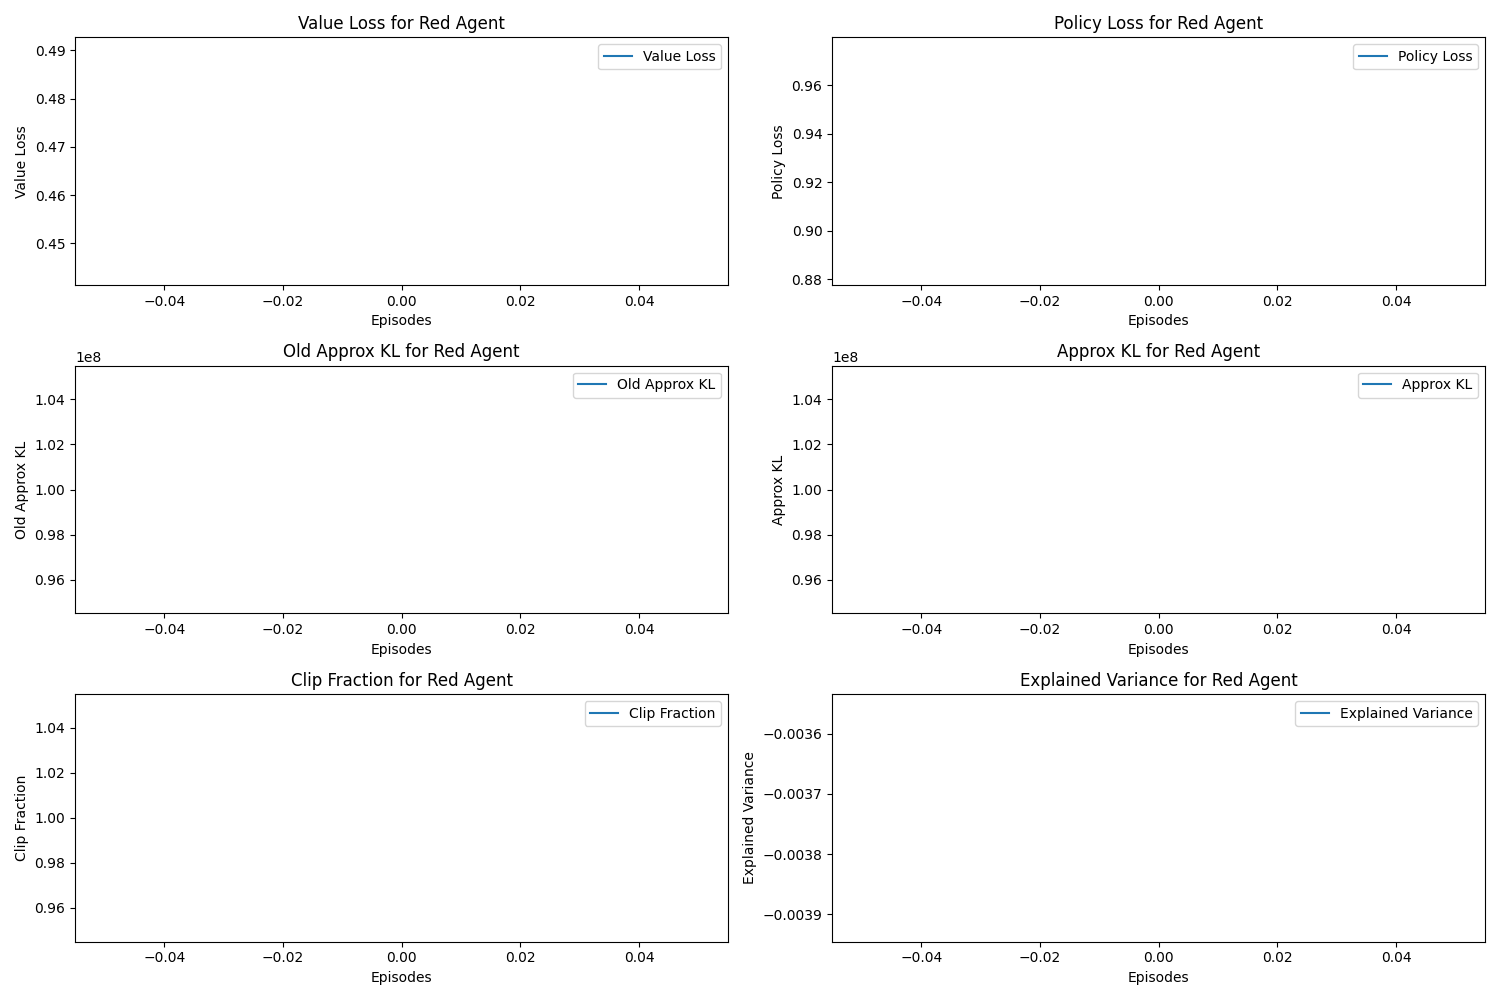 Value Loss for Red Agent
Value Loss
0.49
0.48
0.47
0.46
0.45
Value Loss
−0.04 −0.02 0.00 0.02 0.04
Episodes
Policy Loss for Red Agent
Policy Loss
0.96
0.94
0.92
0.90
0.88
Policy Loss
−0.04 −0.02 0.00 0.02 0.04
Episodes
Old Approx KL for Red Agent
1e8
Old Approx KL
1.04
1.02
1.00
0.98
0.96
Old Approx KL
−0.04 −0.02 0.00 0.02 0.04
Episodes
Approx KL for Red Agent
1e8
Approx KL
1.04
1.02
1.00
0.98
0.96
Approx KL
−0.04 −0.02 0.00 0.02 0.04
Episodes
Clip Fraction for Red Agent
Clip Fraction
1.04
1.02
1.00
0.98
0.96
Clip Fraction
−0.04 −0.02 0.00 0.02 0.04
Episodes
Explained Variance for Red Agent
Explained Variance
−0.0036
−0.0037
−0.0038
−0.0039
Explained Variance
−0.04 −0.02 0.00 0.02 0.04
Episodes